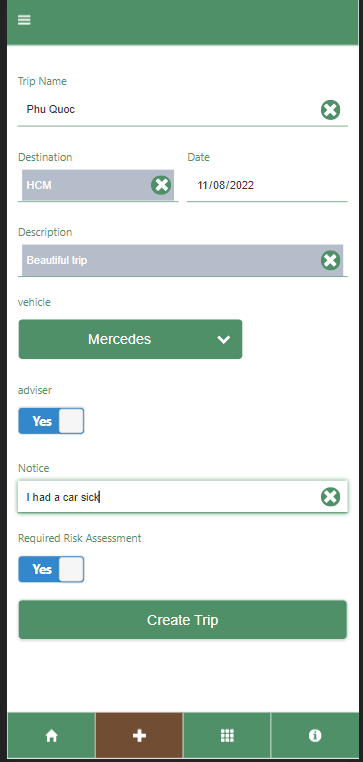 Trip Name
Phu Quoc
Destination Date
HCM 11/08/2022
Description
Beautiful trip
vehicle
Mercedes
adviser
Yes
Notice
I had a car sick
Required Risk Assessment
Yes
Create Trip